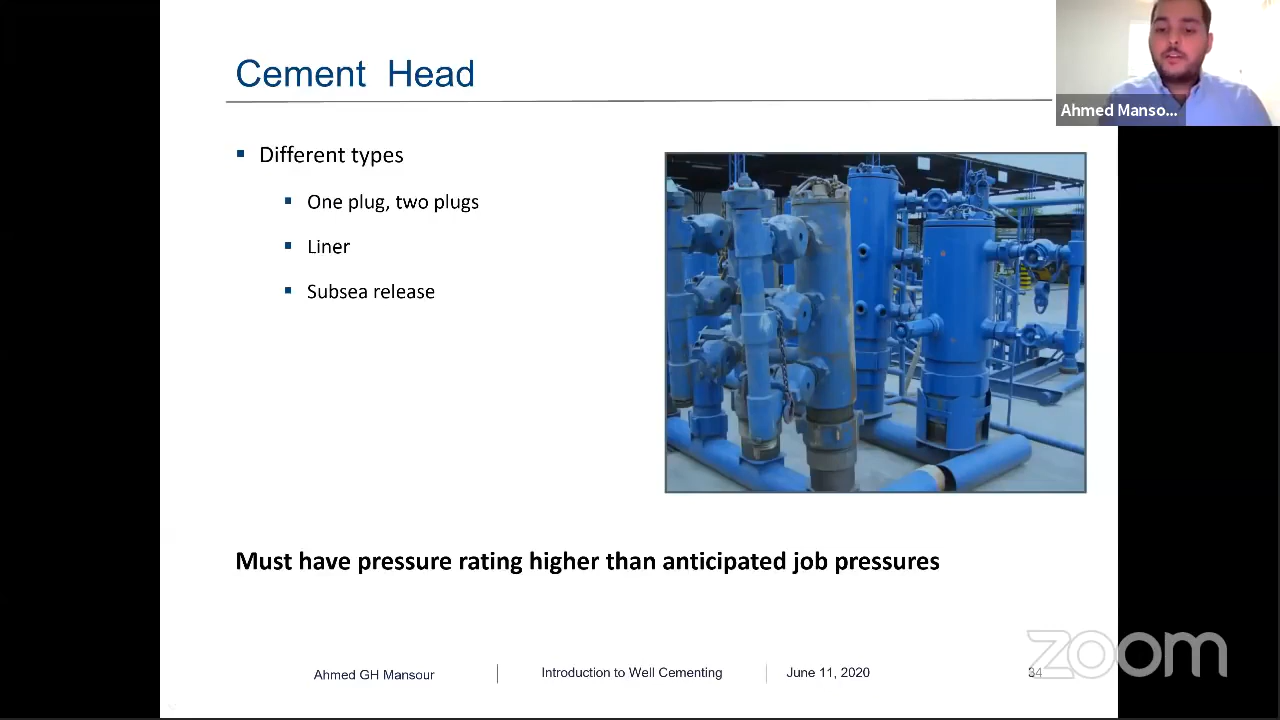 Cement Head
Ahmed Manso...
Different types
One plug, two plugs
Liner
Subsea release
Must have pressure rating higher than anticipated job pressures
Ahmed GH Mansour
Introduction to Well Cementing
June 11, 2020
34
zoom